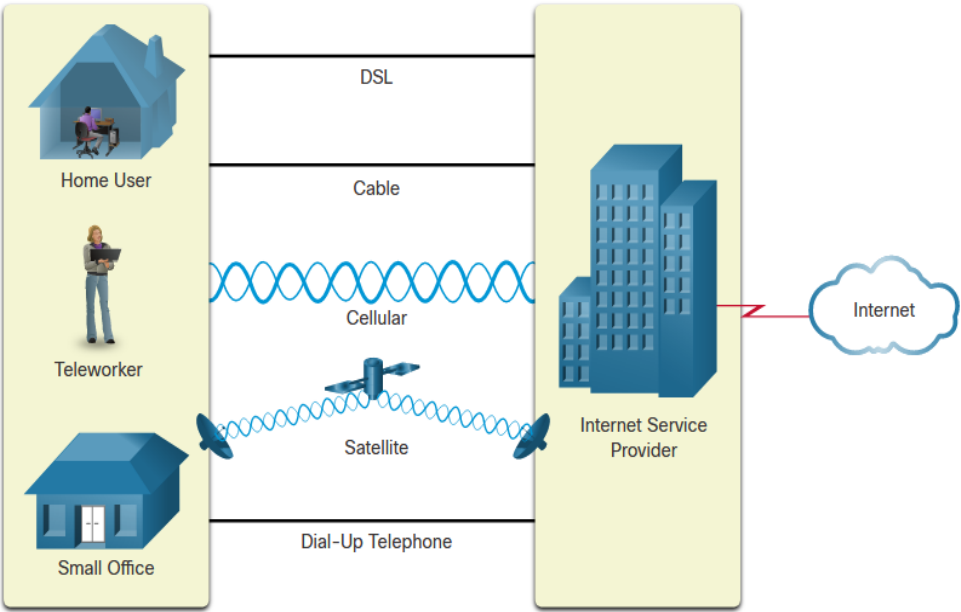 DSL
Home User
Cable
Teleworker
Cellular
Internet
Satellite
Internet Service
Provider
Dial-Up Telephone
Small Office